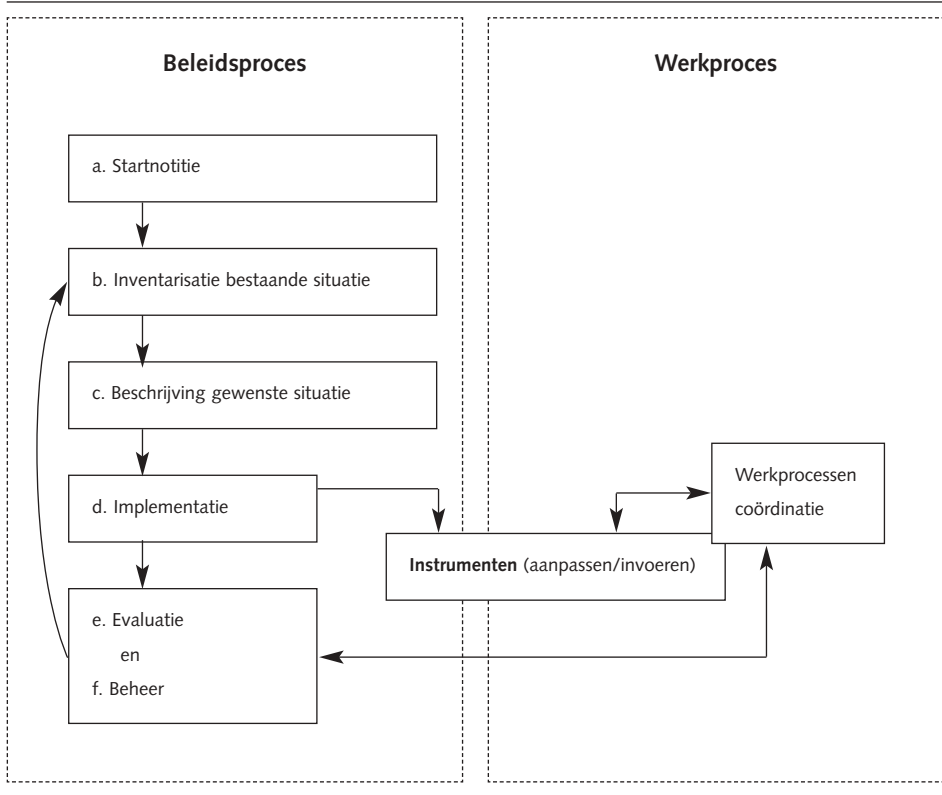 Beleidsproces
a. Startnotitie
b. Inventarisatie bestaande situatie
c. Beschrijving gewenste situatie
d. Implementatie
e. Evaluatie
en
f. Beheer
Werkproces
Werkprocessen
coördinatie
Instrumenten (aanpassen/invoeren)